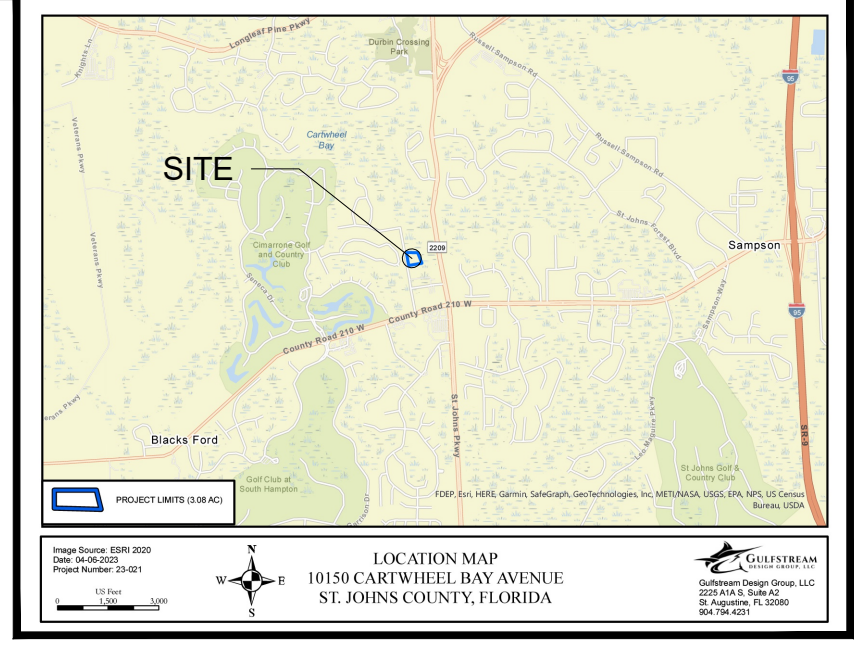 Longleaf Pine Pkwy
Durbin Crossing
Park
Russell Sampson Rd
Knights Ln
95
Veterans Pkwy
Cartwheel
Bay
Russell Sampson Rd
SITE
St Johns Forest Blvd
2209
Sampson
Cimarrone Golf
and Country
Club
Veterans Pkwy
Seneca Dr
Sampson Way
County Road 210 W
95
County Road 210 W
St Johns Pkwy
Leo Maguire Pkwy
erans Pkwy
SR-9
Blacks Ford
St Johns Golf &
Country Club
Golf Club at
South Hampton
rrison Dr
PROJECT LIMITS (3.08 AC)
FDEP, Esri, HERE, Garmin, SafeGraph, GeoTechnologies, Inc, METI/NASA, USGS, EPA, NPS, US Census
Bureau, USDA
Image Source: ESRI 2020
Date: 04-06-2023
Project Number: 23-021
US Feet
0 1,500 3,000
N
W E
S
LOCATION MAP
10150 CARTWHEEL BAY AVENUE
ST. JOHNS COUNTY, FLORIDA
GULFSTREAM
DESIGN GROUP, LLC
Gulfstream Design Group, LLC
2225 A1A S, Suite A2
St. Augustine, FL 32080
904.794.4231